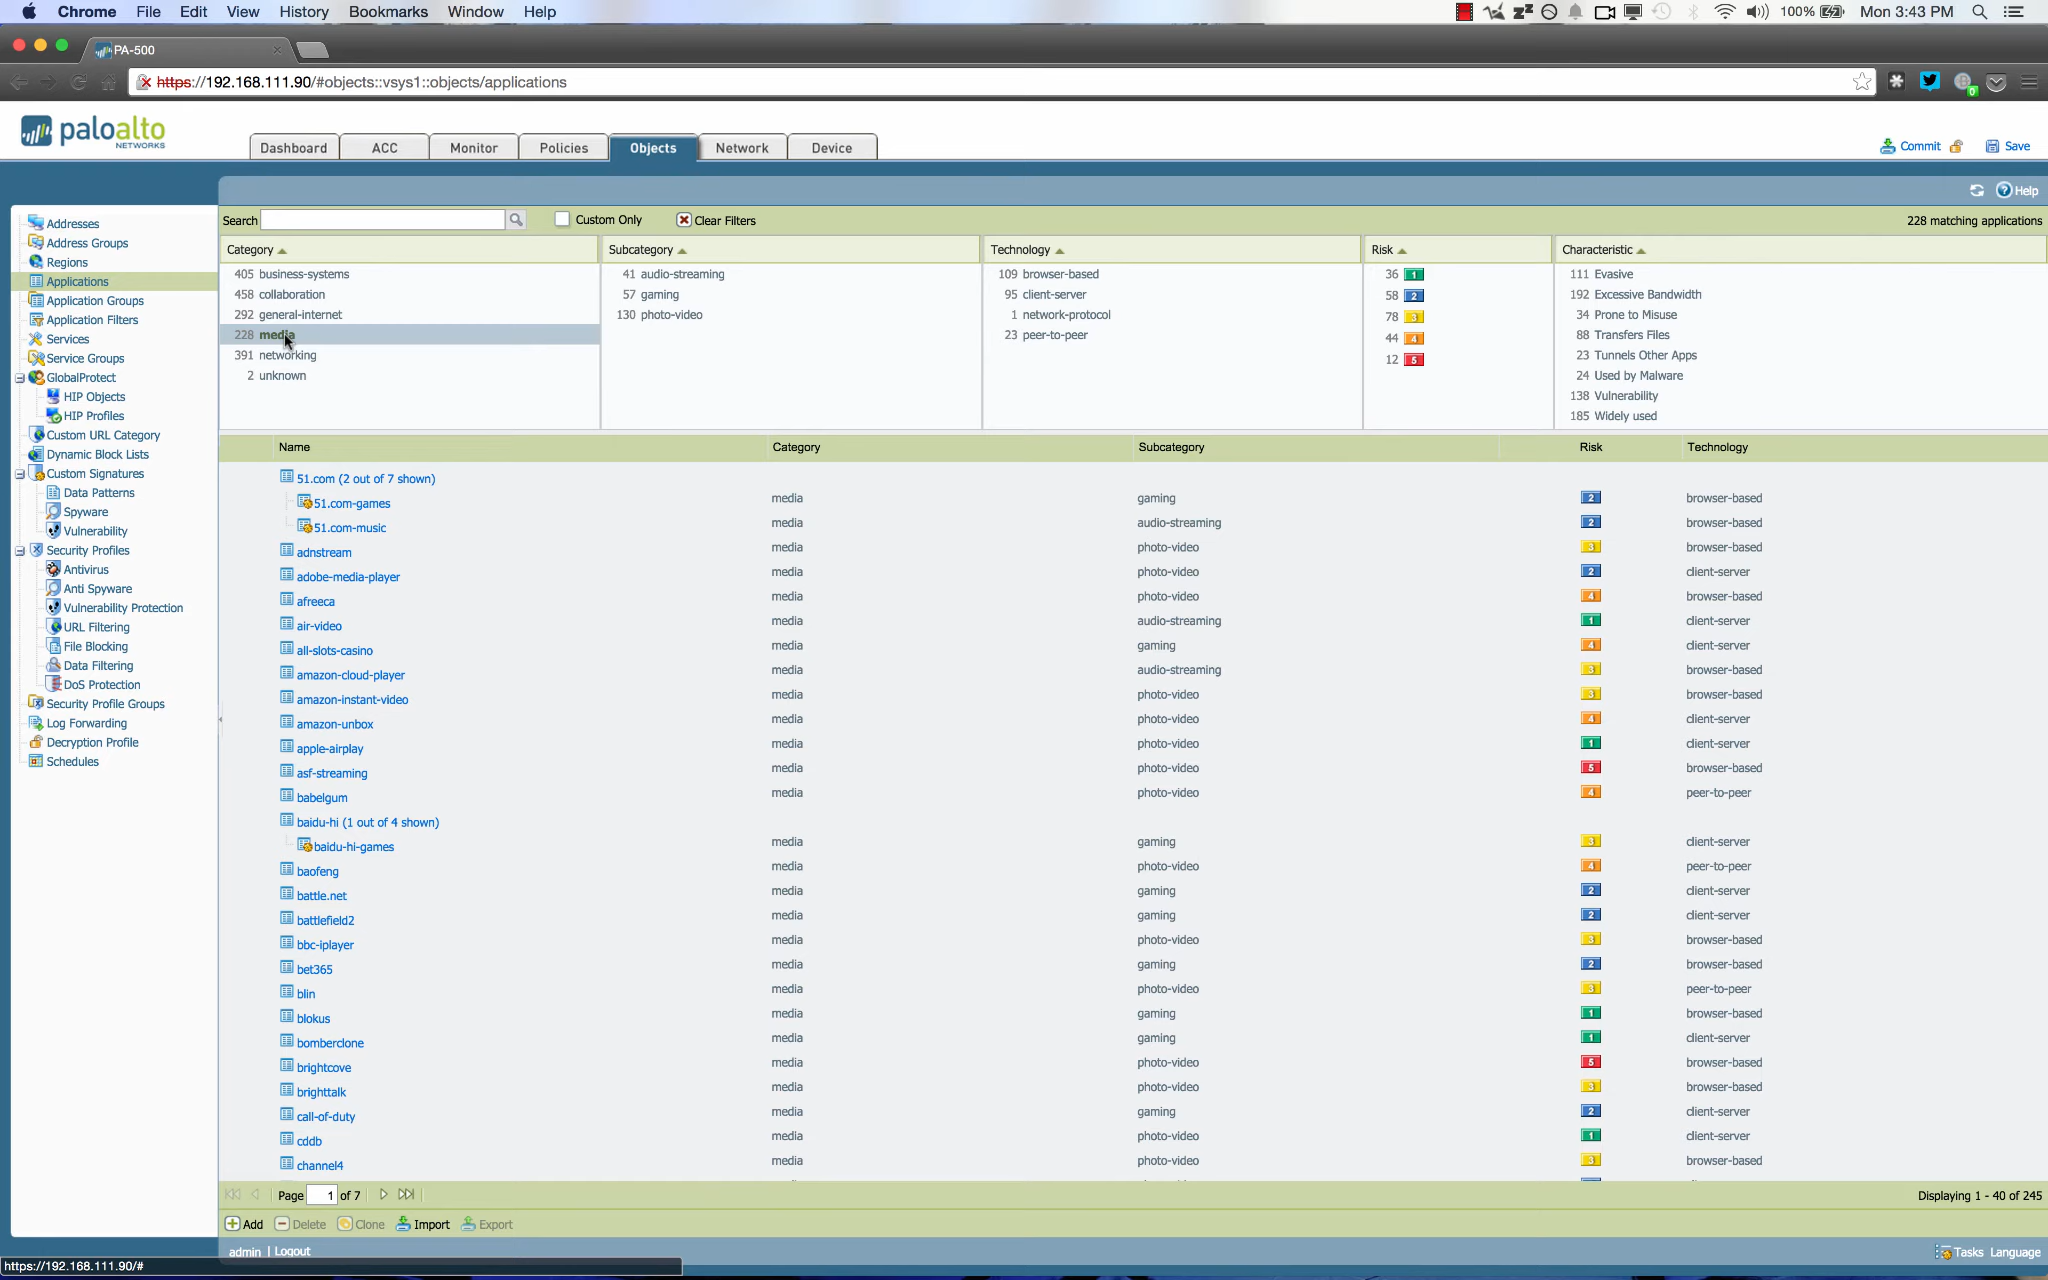 Chrome File Edit View History Bookmarks Window Help 100% Mon 3:43 PM
PA-500
https://192.168.111.90/#objects::vsys1::objects/applications
paloalto NETWORKS
Dashboard ACC Monitor Policies Objects Network Device Commit Save
Help
Search Custom Only Clear Filters 228 matching applications
Category Subcategory Technology Risk Characteristic
405 business-systems 41 audio-streaming 109 browser-based 36 1 111 Evasive
458 collaboration 57 gaming 95 client-server 58 2 192 Excessive Bandwidth
292 general-internet 130 photo-video 1 network-protocol 78 3 34 Prone to Misuse
228 media 23 peer-to-peer 44 4 88 Transfers Files
391 networking 12 5 23 Tunnels Other Apps
2 unknown 24 Used by Malware
138 Vulnerability
185 Widely used
Addresses
Address Groups
Regions
Applications
Application Groups
Application Filters
Services
Service Groups
GlobalProtect
HIP Objects
HIP Profiles
Custom URL Category
Dynamic Block Lists
Custom Signatures
Data Patterns
Spyware
Vulnerability
Security Profiles
Antivirus
Anti Spyware
Vulnerability Protection
URL Filtering
File Blocking
Data Filtering
DoS Protection
Security Profile Groups
Log Forwarding
Decryption Profile
Schedules
Name Category Subcategory Risk Technology
51.com (2 out of 7 shown)
51.com-games media gaming 2 browser-based
51.com-music media audio-streaming 2 browser-based
adnstream media photo-video 3 browser-based
adobe-media-player media photo-video 2 client-server
afreeca media photo-video 4 browser-based
air-video media audio-streaming 1 client-server
all-slots-casino media gaming 4 client-server
amazon-cloud-player media audio-streaming 3 browser-based
amazon-instant-video media photo-video 3 browser-based
amazon-unbox media photo-video 4 client-server
apple-airplay media photo-video 1 client-server
asf-streaming media photo-video 5 browser-based
babelgum media photo-video 4 peer-to-peer
baidu-hi (1 out of 4 shown)
baidu-hi-games media gaming 3 client-server
baofeng media photo-video 4 peer-to-peer
battle.net media gaming 2 client-server
battlefield2 media gaming 2 client-server
bbc-iplayer media photo-video 3 browser-based
bet365 media gaming 2 browser-based
blin media photo-video 3 peer-to-peer
blokus media gaming 1 browser-based
bomberclone media gaming 1 client-server
brightcove media photo-video 5 browser-based
brighttalk media photo-video 3 browser-based
call-of-duty media gaming 2 client-server
cddb media photo-video 1 client-server
channel4 media photo-video 3 browser-based
Page 1 of 7 Displaying 1 - 40 of 245
Add Delete Clone Import Export
admin | Logout Tasks Language
https://192.168.111.90/#